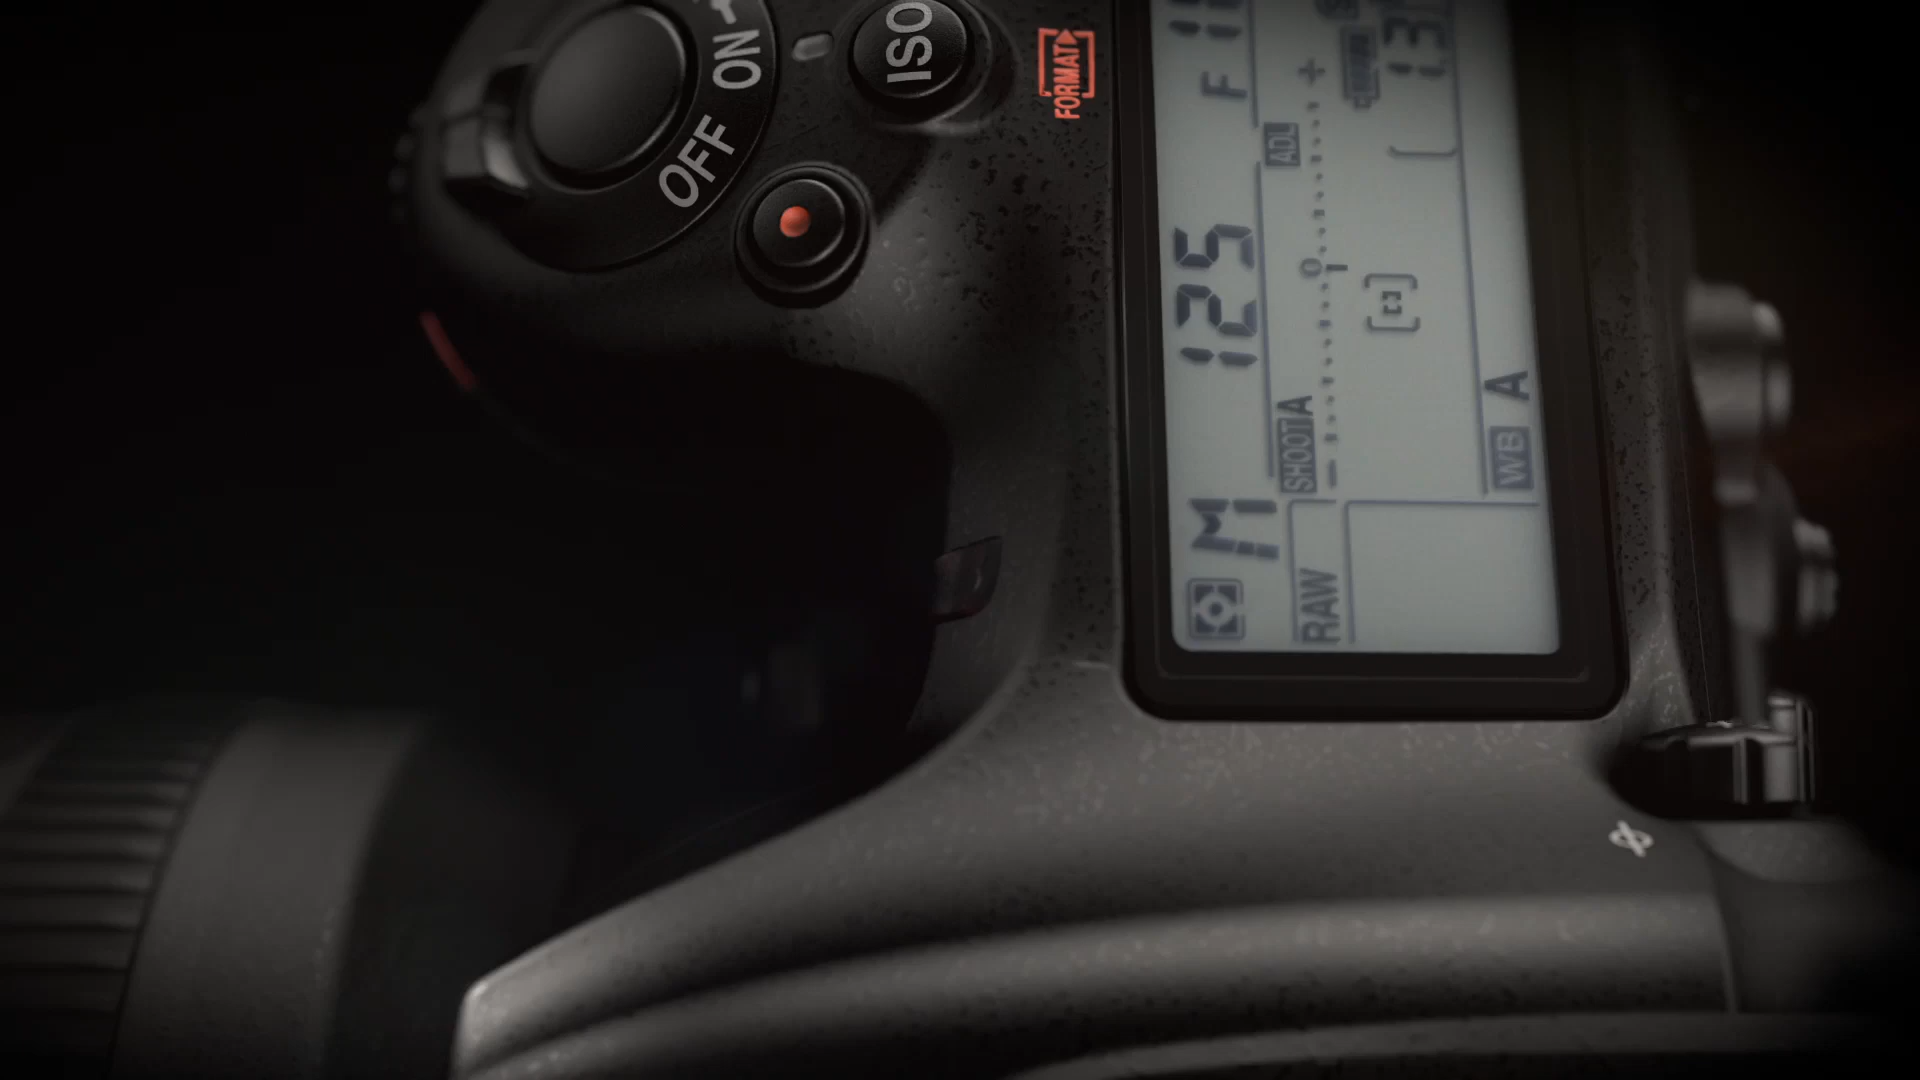 ON
OFF
ISO
FORMAT
M 125 F
SHOOT A ADL
RAW
WB A